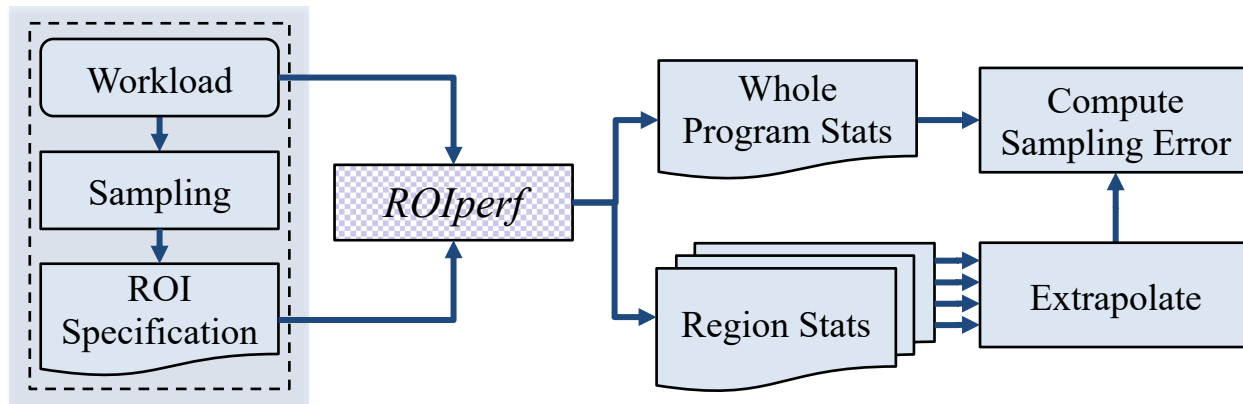 Workload
Sampling
ROI
Specification
ROIperf
Whole
Program Stats
Region Stats
Compute
Sampling Error
Extrapolate